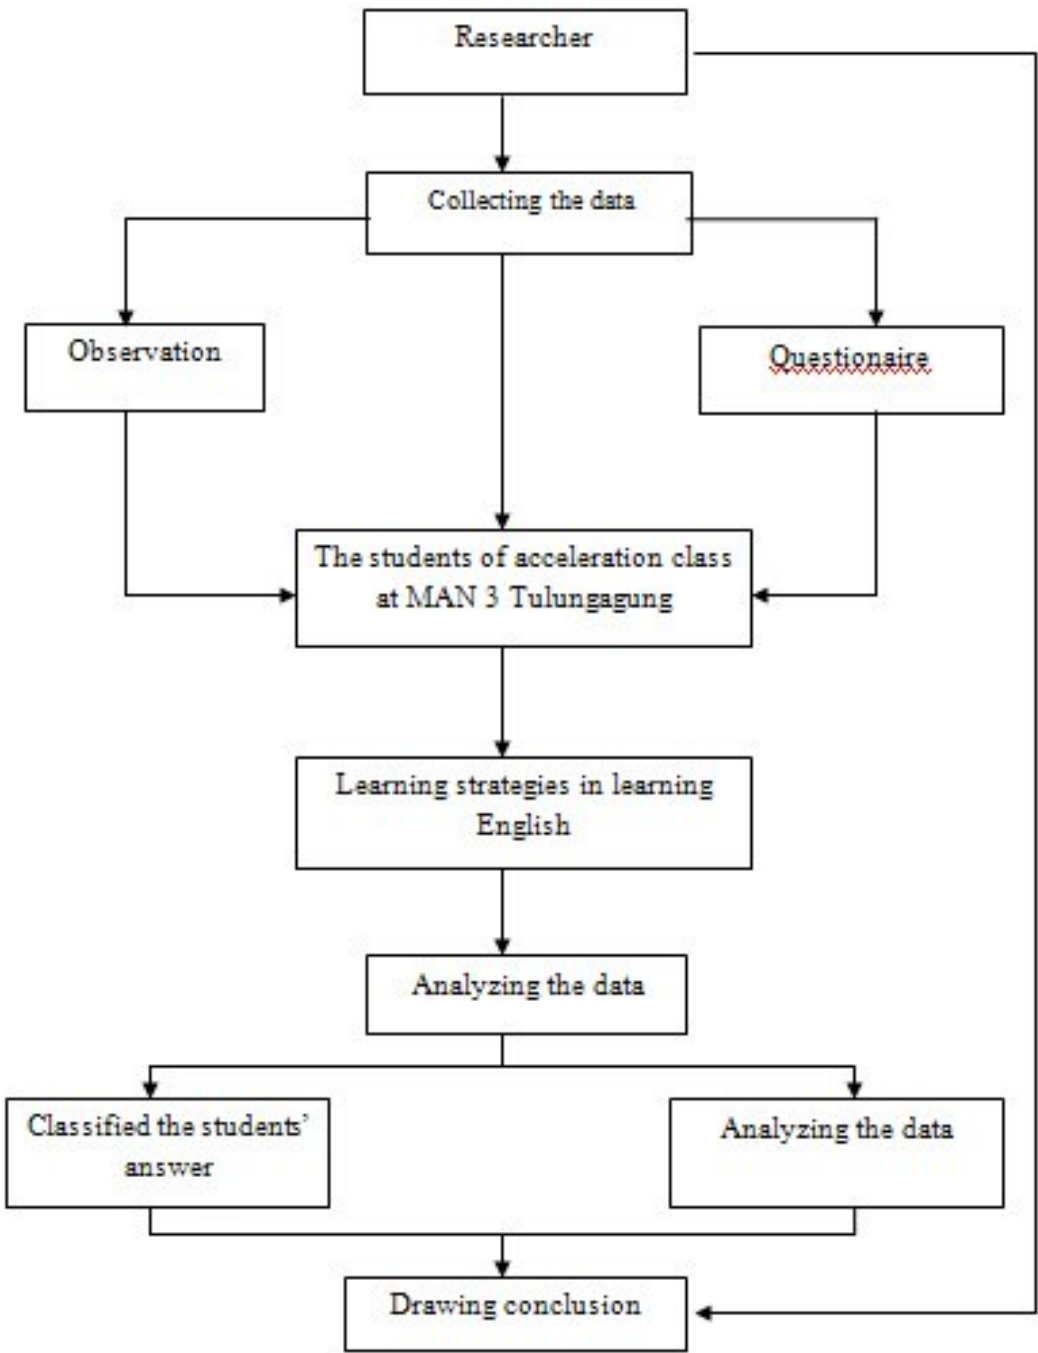 Researcher
Collecting the data
Observation
Questionaire
The students of acceleration class
at MAN 3 Tulungagung
Learning strategies in learning
English
Analyzing the data
Classified the students’
answer
Analyzing the data
Drawing conclusion